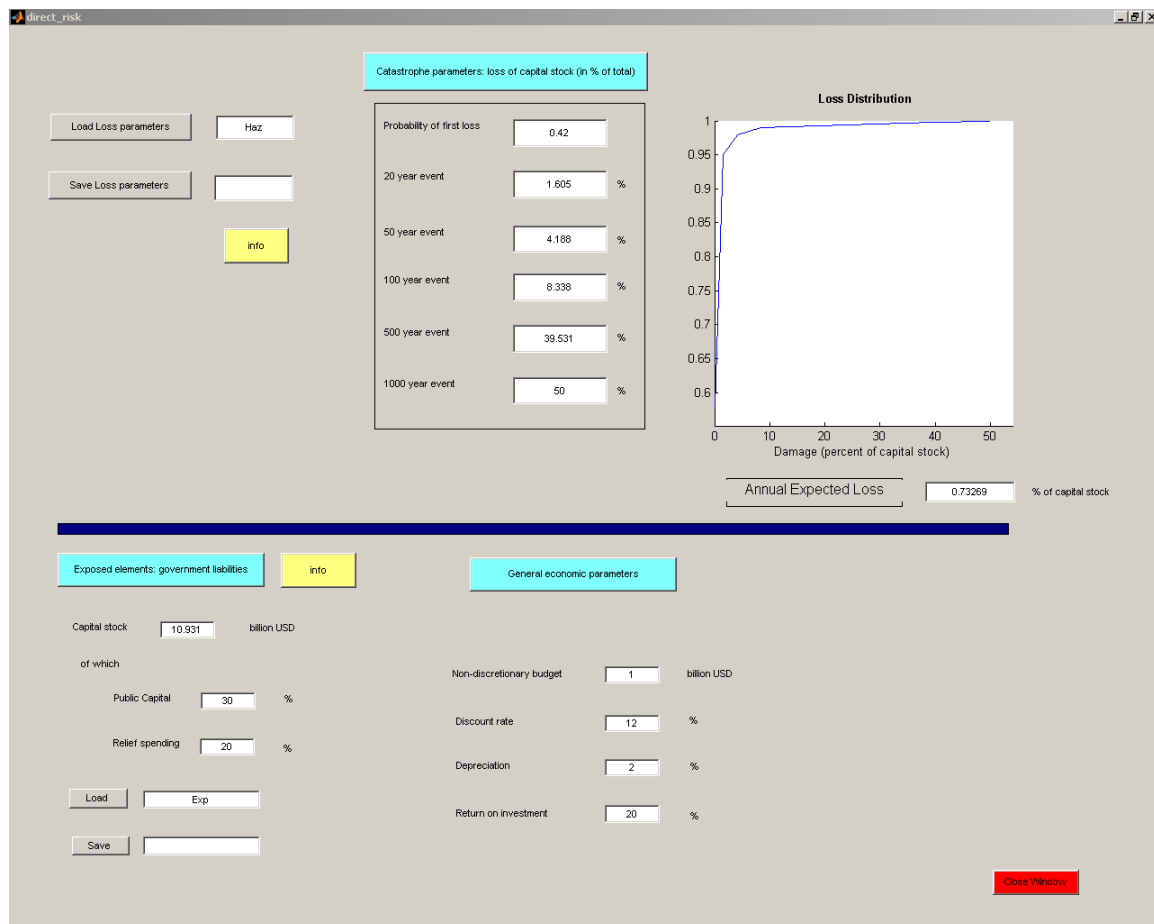 direct_risk
Catastrophe parameters: loss of capital stock (in % of total)
Load Loss parameters Haz
Save Loss parameters
info
Probability of first loss 0.42
20 year event 1.605 %
50 year event 4.188 %
100 year event 8.338 %
500 year event 39.531 %
1000 year event 50 %
Loss Distribution
1
0.95
0.9
0.85
0.8
0.75
0.7
0.65
0.6
0 10 20 30 40 50
Damage (percent of capital stock)
Annual Expected Loss 0.73269 % of capital stock
Exposed elements: government liabilities info
Capital stock 10.931 billion USD
of which
Public Capital 30 %
Relief spending 20 %
Load Exp
Save
General economic parameters
Non-discretionary budget 1 billion USD
Discount rate 12 %
Depreciation 2 %
Return on investment 20 %
Close Window